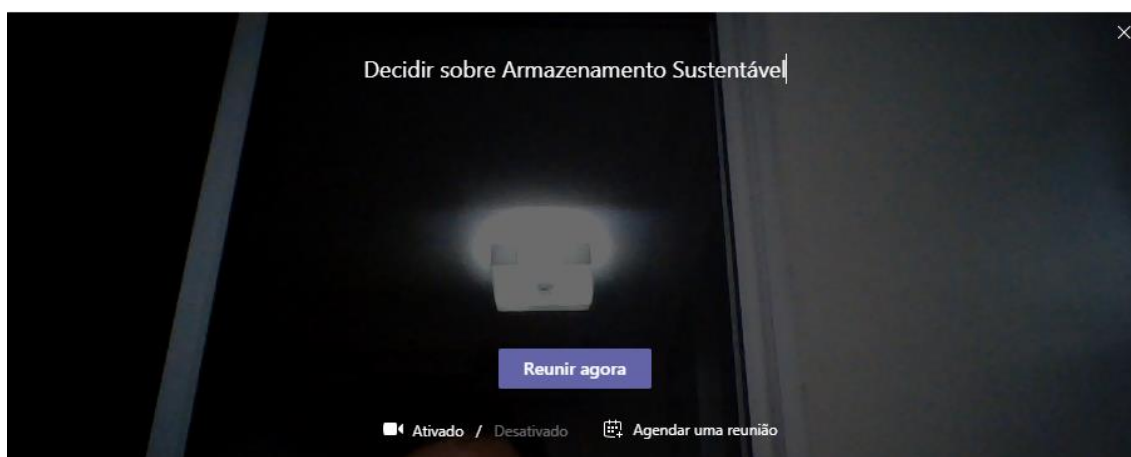 Decidir sobre Armazenamento Sustentável
Reunir agora
Ativado / Desativado Agendar uma reunião